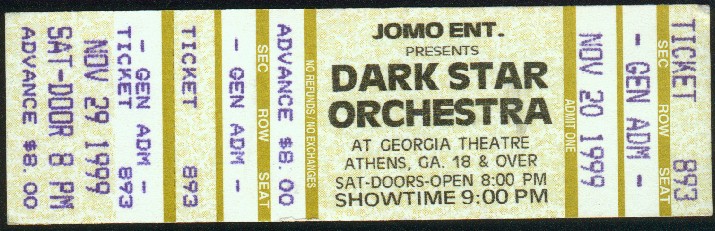 ADVANCE $8.00
SAT-DOOR 8 PM
NOV 29 1999
TICKET 893
- GEN ADM -
TICKET 893
- GEN ADM -
SEC ROW SEAT
ADVANCE $8.00
NO REFUNDS/NO EXCHANGES
JOMO ENT.
PRESENTS
DARK STAR
ORCHESTRA
AT GEORGIA THEATRE
ATHENS, GA. 18 & OVER
SAT-DOORS-OPEN 8:00 PM
SHOWTIME 9:00 PM
ADMIT ONE
NOV 20 1999
- GEN ADM -
SEC ROW SEAT
TICKET 893